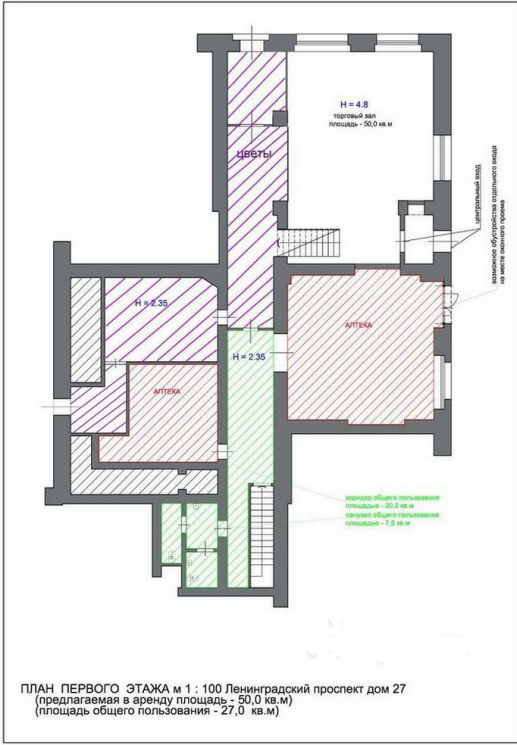 H = 4.8
торговый зал
площадь - 50,0 кв.м
цветы
центральный вход
возможное обустройства отдельного входа
на месте оконного проема
H = 2.35
АПТЕКА
H = 2.35
АПТЕКА
коридор общего пользования
площадью - 20,0 кв м
санузел общего пользования
площадью - 7,0 кв.м
ПЛАН ПЕРВОГО ЭТАЖА м 1 : 100 Ленинградский проспект дом 27
(предлагаемая в аренду площадь - 50,0 кв.м)
(площадь общего пользования - 27,0 кв.м)